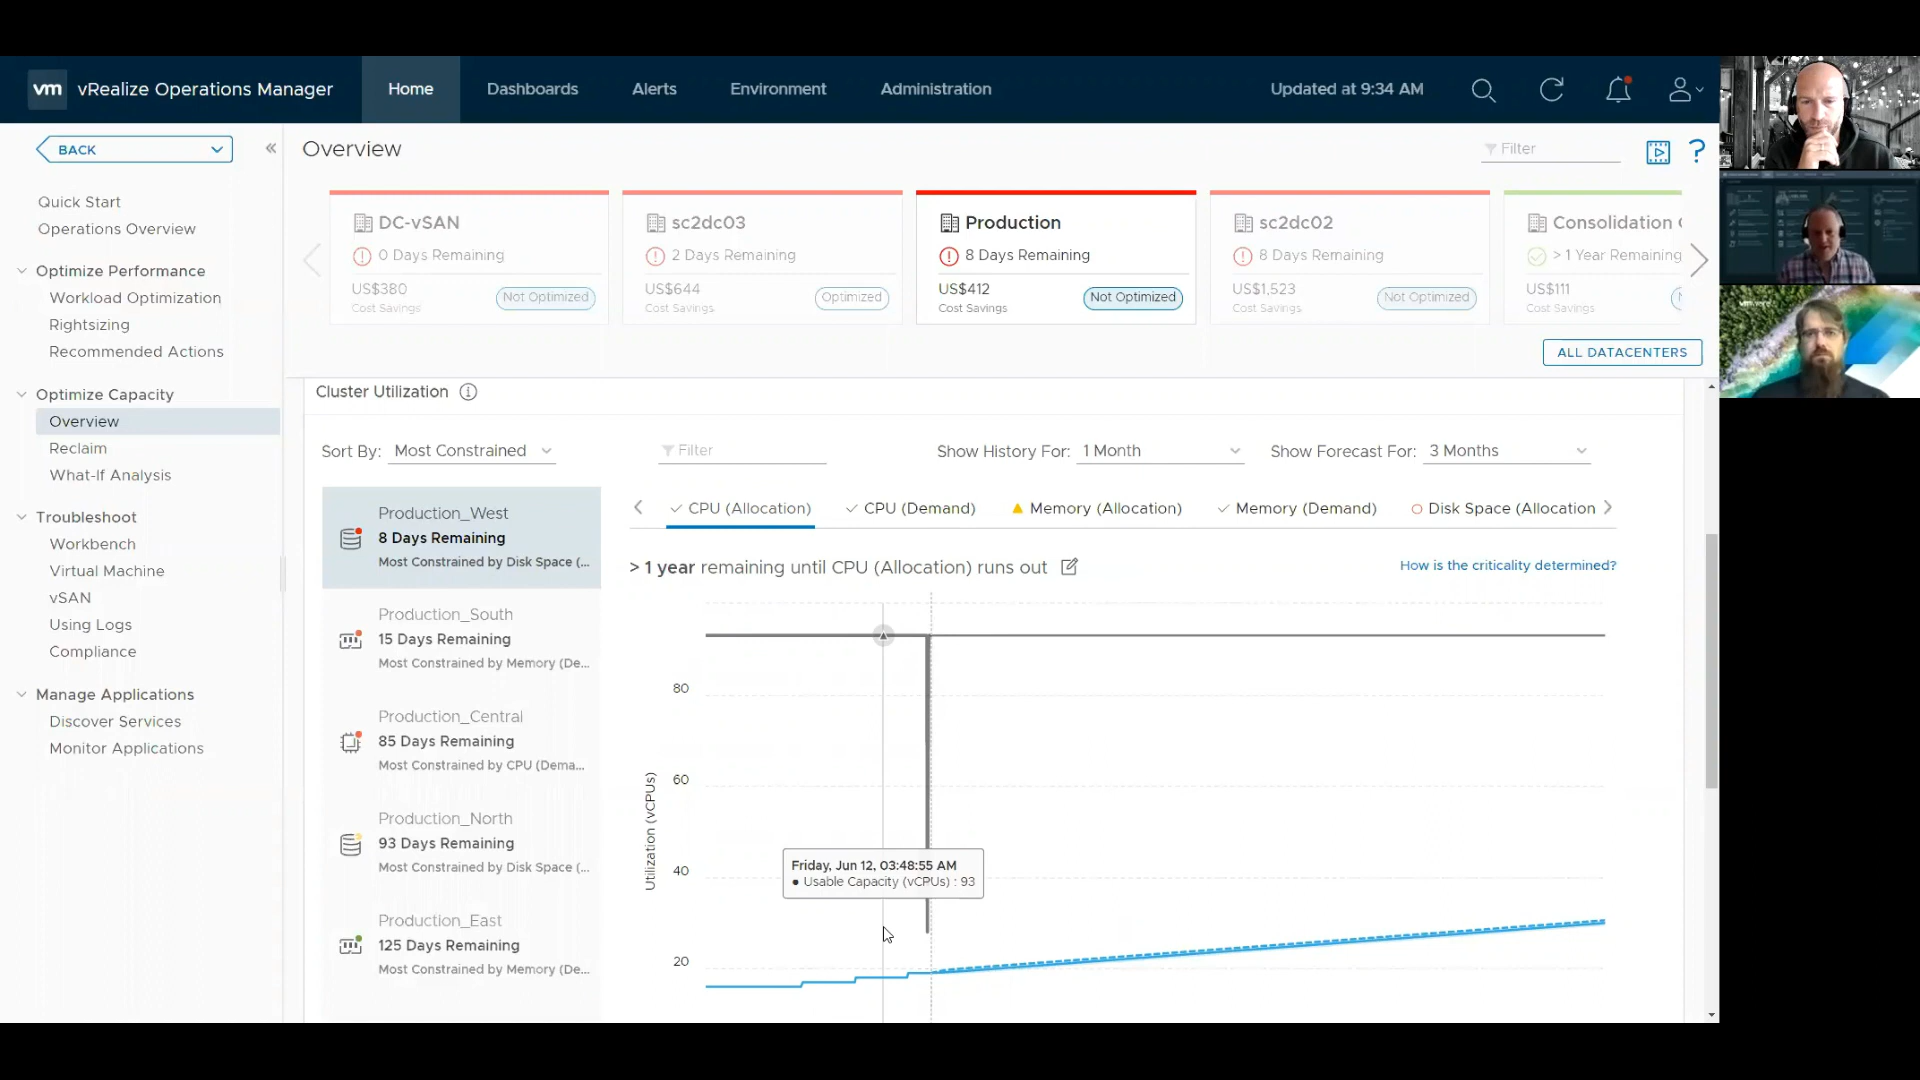 vm vRealize Operations Manager Home Dashboards Alerts Environment Administration Updated at 9:34 AM
BACK
Quick Start
Operations Overview
Optimize Performance
Workload Optimization
Rightsizing
Recommended Actions
Optimize Capacity
Overview
Reclaim
What-If Analysis
Troubleshoot
Workbench
Virtual Machine
vSAN
Using Logs
Compliance
Manage Applications
Discover Services
Monitor Applications
Overview
Filter
DC-vSAN
0 Days Remaining
US$380
Cost Savings
Not Optimized
sc2dc03
2 Days Remaining
US$644
Cost Savings
Optimized
Production
8 Days Remaining
US$412
Cost Savings
Not Optimized
sc2dc02
8 Days Remaining
US$1,523
Cost Savings
Not Optimized
Consolidation
> 1 Year Remaining
US$111
Cost Savings
ALL DATACENTERS
Cluster Utilization
Sort By: Most Constrained
Filter
Show History For: 1 Month
Show Forecast For: 3 Months
Production_West
8 Days Remaining
Most Constrained by Disk Space (...
Production_South
15 Days Remaining
Most Constrained by Memory (De...
Production_Central
85 Days Remaining
Most Constrained by CPU (Dema...
Production_North
93 Days Remaining
Most Constrained by Disk Space (...
Production_East
125 Days Remaining
Most Constrained by Memory (De...
CPU (Allocation) CPU (Demand) Memory (Allocation) Memory (Demand) Disk Space (Allocation
> 1 year remaining until CPU (Allocation) runs out
How is the criticality determined?
Utilization (vCPUs)
80
60
40
20
Friday, Jun 12, 03:48:55 AM
Usable Capacity (vCPUs) : 93